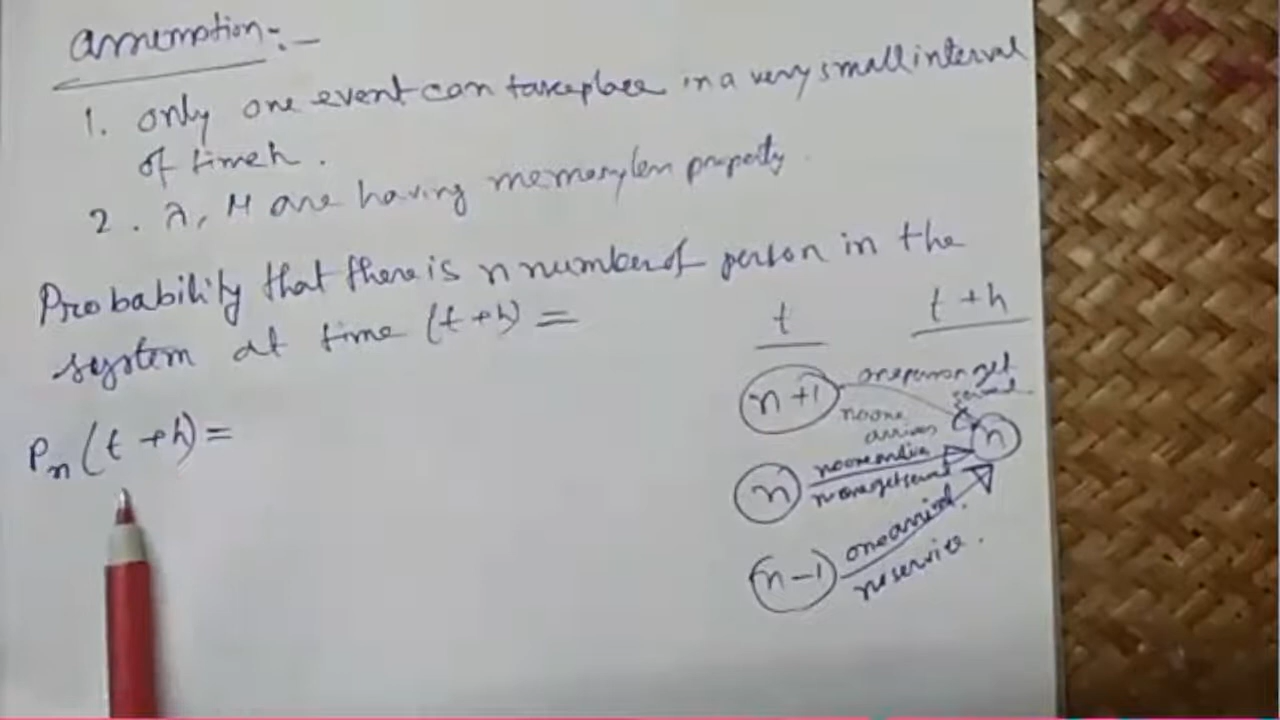 assumption:-
1. only one event can take place in a very small interval
of time h.
2. λ, μ are having memoryless property.
Probability that there is n number of person in the
system at time (t+h) =
Pn(t+h)=
t
t+h
n+1
one person get
served
no one
arrives
n
n
no one arrive
no one get served
(n-1)
one arrival.
no service.